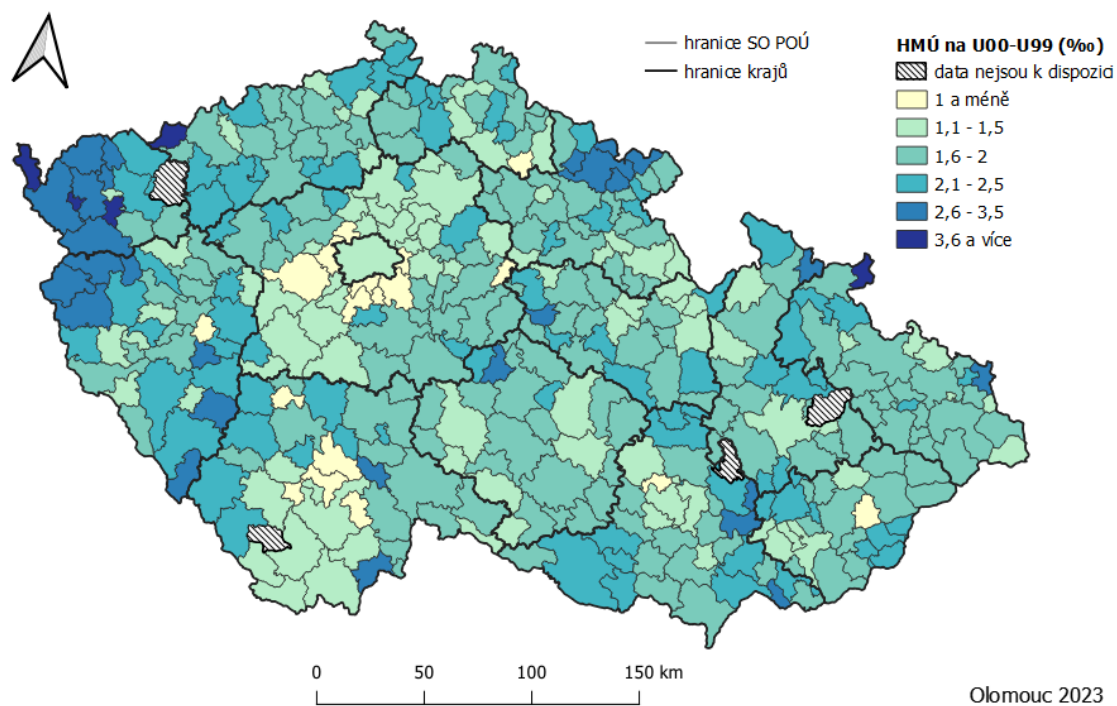 hranice SO POÚ
hranice krajů
HMÚ na U00-U99 (‰)
data nejsou k dispozici
1 a méně
1,1 - 1,5
1,6 - 2
2,1 - 2,5
2,6 - 3,5
3,6 a více
0 50 100 150 km
Olomouc 2023